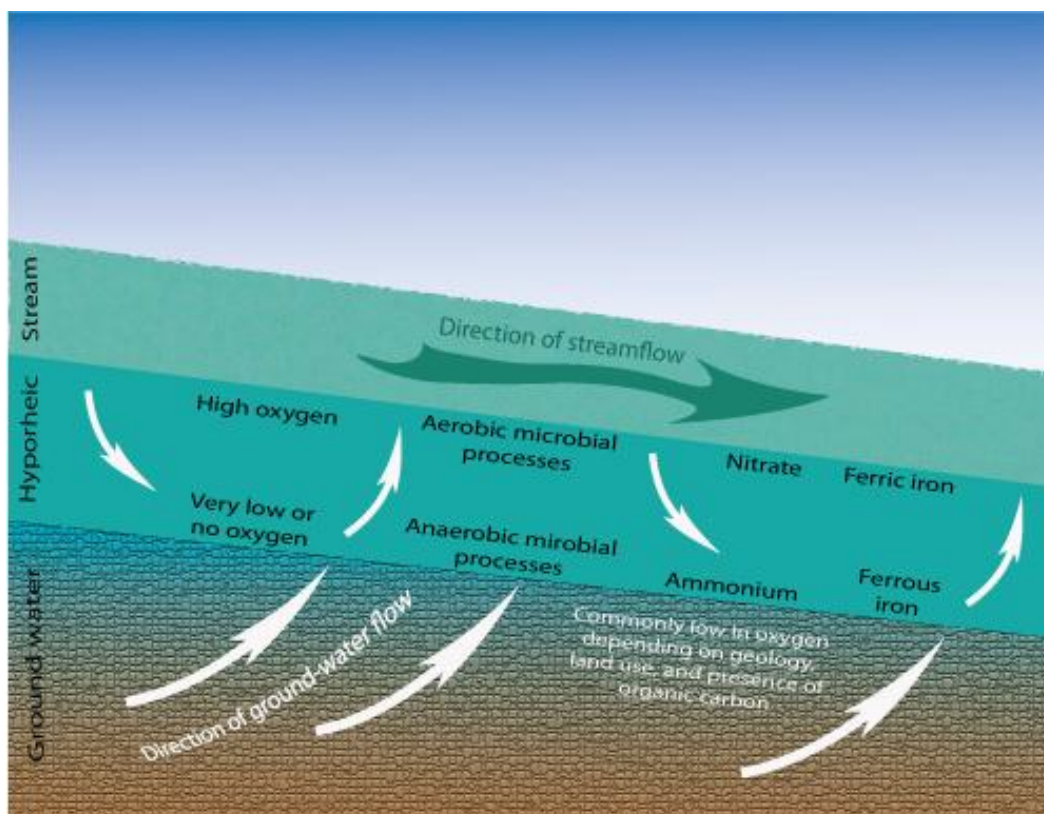 Stream
Hyporheic
Ground-water
Direction of streamflow
High oxygen
Aerobic microbial
processes
Nitrate
Ferric iron
Very low or
no oxygen
Anaerobic mirobial
processes
Ammonium
Ferrous
iron
Direction of ground-water flow
Commonly low in oxygen
depending on geology,
land use, and presence of
organic carbon